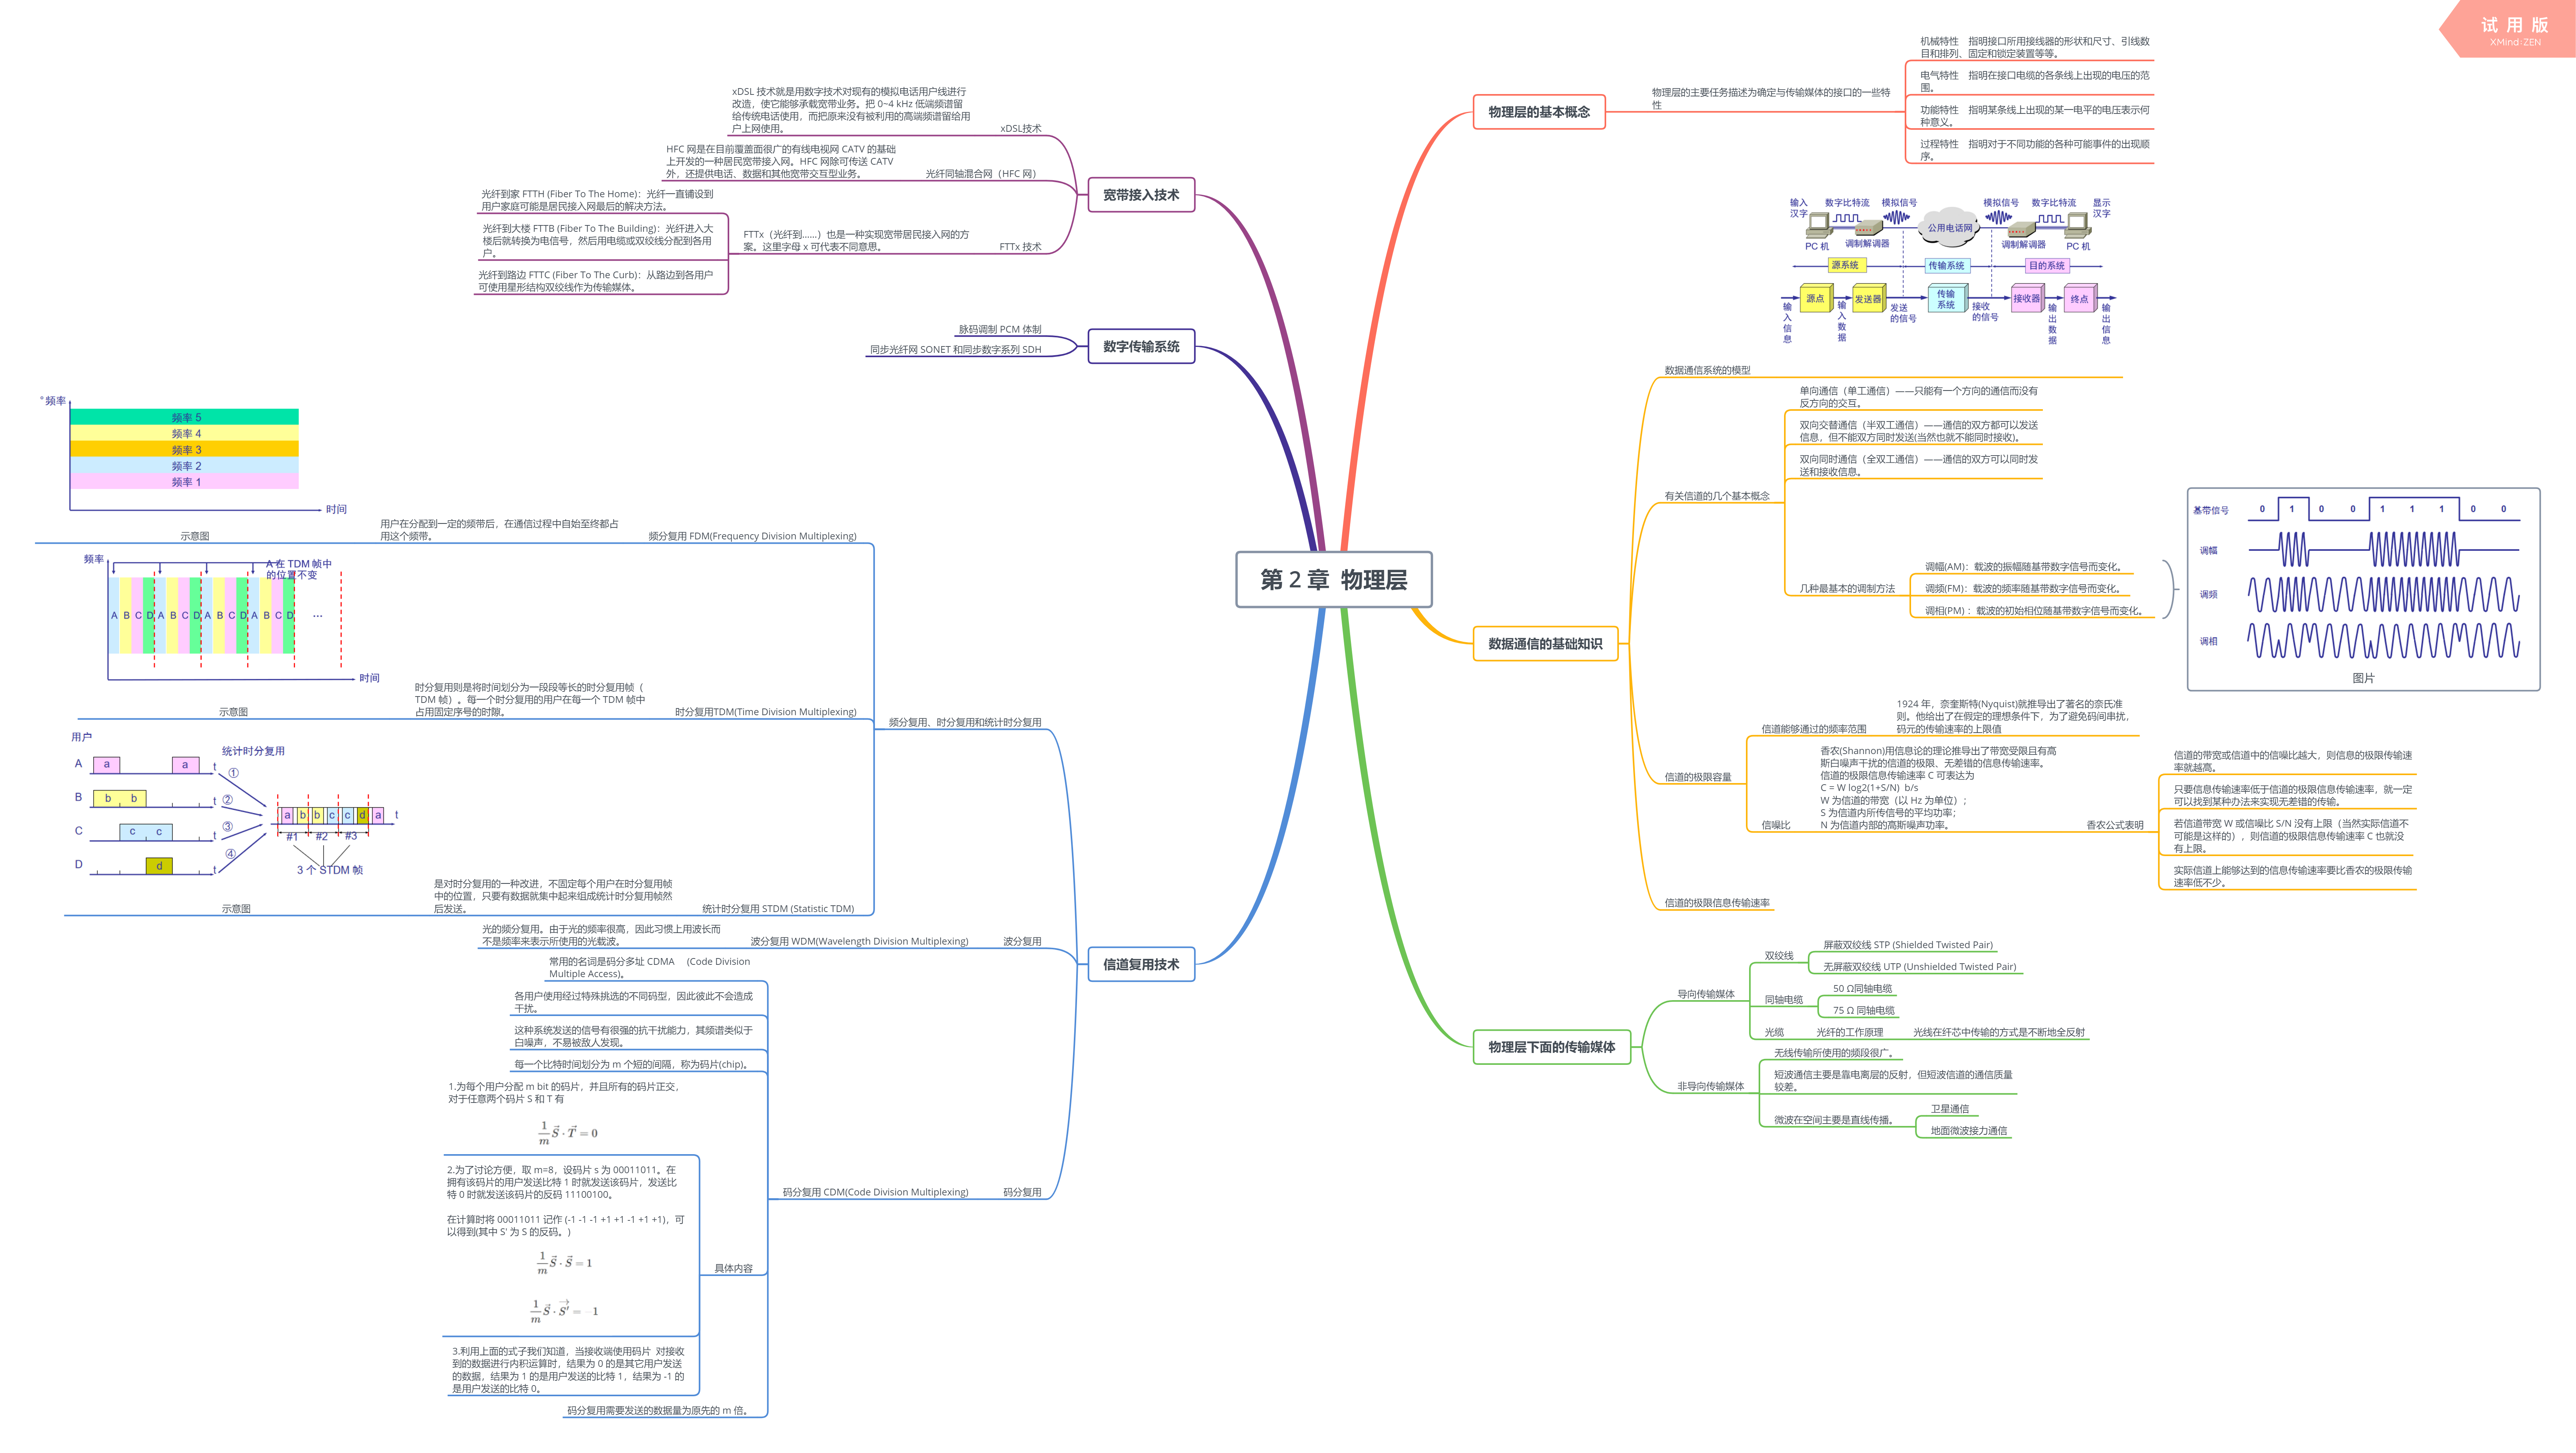 试 用 版
XMind:ZEN
第 2 章  物理层
物理层的基本概念
物理层的主要任务描述为确定与传输媒体的接口的一些特
性
机械特性　指明接口所用接线器的形状和尺寸、引线数
目和排列、固定和锁定装置等等。
电气特性　指明在接口电缆的各条线上出现的电压的范
围。
功能特性　指明某条线上出现的某一电平的电压表示何
种意义。
过程特性　指明对于不同功能的各种可能事件的出现顺
序。
数据通信的基础知识
数据通信系统的模型
输入
汉字
数字比特流
模拟信号
模拟信号
数字比特流
显示
汉字
公用电话网
PC 机
调制解调器
调制解调器
PC 机
源系统
传输系统
目的系统
源点
发送器
传输
系统
接收器
终点
输
入
信
息
输
入
数
据
发送
的信号
接收
的信号
输
出
数
据
输
出
信
息
有关信道的几个基本概念
单向通信（单工通信）——只能有一个方向的通信而没有
反方向的交互。
双向交替通信（半双工通信）——通信的双方都可以发送
信息，但不能双方同时发送(当然也就不能同时接收)。
双向同时通信（全双工通信）——通信的双方可以同时发
送和接收信息。
几种最基本的调制方法
调幅(AM)：载波的振幅随基带数字信号而变化。
调频(FM)：载波的频率随基带数字信号而变化。
调相(PM) ：载波的初始相位随基带数字信号而变化。
基带信号
0 1 0 0 1 1 1 0 0
调幅
调频
调相
图片
信道的极限容量
信道能够通过的频率范围
1924 年，奈奎斯特(Nyquist)就推导出了著名的奈氏准
则。他给出了在假定的理想条件下，为了避免码间串扰，
码元的传输速率的上限值
信噪比
香农(Shannon)用信息论的理论推导出了带宽受限且有高
斯白噪声干扰的信道的极限、无差错的信息传输速率。
信道的极限信息传输速率 C 可表达为
C = W log2(1+S/N)  b/s
W 为信道的带宽（以 Hz 为单位）；
S 为信道内所传信号的平均功率；
N 为信道内部的高斯噪声功率。
香农公式表明
信道的带宽或信道中的信噪比越大，则信息的极限传输速
率就越高。
只要信息传输速率低于信道的极限信息传输速率，就一定
可以找到某种办法来实现无差错的传输。
若信道带宽 W 或信噪比 S/N 没有上限（当然实际信道不
可能是这样的），则信道的极限信息传输速率 C 也就没
有上限。
实际信道上能够达到的信息传输速率要比香农的极限传输
速率低不少。
信道的极限信息传输速率
物理层下面的传输媒体
导向传输媒体
双绞线
屏蔽双绞线 STP (Shielded Twisted Pair)
无屏蔽双绞线 UTP (Unshielded Twisted Pair)
同轴电缆
50 Ω同轴电缆
75 Ω 同轴电缆
光缆
光纤的工作原理
光线在纤芯中传输的方式是不断地全反射
非导向传输媒体
无线传输所使用的频段很广。
短波通信主要是靠电离层的反射，但短波信道的通信质量
较差。
微波在空间主要是直线传播。
卫星通信
地面微波接力通信
宽带接入技术
xDSL技术
xDSL 技术就是用数字技术对现有的模拟电话用户线进行
改造，使它能够承载宽带业务。把 0~4 kHz 低端频谱留
给传统电话使用，而把原来没有被利用的高端频谱留给用
户上网使用。
光纤同轴混合网（HFC 网）
HFC 网是在目前覆盖面很广的有线电视网 CATV 的基础
上开发的一种居民宽带接入网。HFC 网除可传送 CATV
外，还提供电话、数据和其他宽带交互型业务。
FTTx 技术
FTTx（光纤到……）也是一种实现宽带居民接入网的方
案。这里字母 x 可代表不同意思。
光纤到家 FTTH (Fiber To The Home)：光纤一直铺设到
用户家庭可能是居民接入网最后的解决方法。
光纤到大楼 FTTB (Fiber To The Building)：光纤进入大
楼后就转换为电信号，然后用电缆或双绞线分配到各用
户。
光纤到路边 FTTC (Fiber To The Curb)：从路边到各用户
可使用星形结构双绞线作为传输媒体。
数字传输系统
脉码调制 PCM 体制
同步光纤网 SONET 和同步数字系列 SDH
信道复用技术
频分复用、时分复用和统计时分复用
频分复用 FDM(Frequency Division Multiplexing)
用户在分配到一定的频带后，在通信过程中自始至终都占
用这个频带。
示意图
频率
频率 5
频率 4
频率 3
频率 2
频率 1
时间
时分复用TDM(Time Division Multiplexing)
时分复用则是将时间划分为一段段等长的时分复用帧（
TDM 帧）。每一个时分复用的用户在每一个 TDM 帧中
占用固定序号的时隙。
示意图
频率
A 在 TDM 帧中
的位置不变
A B C D A B C D A B C D A B C D …
时间
统计时分复用 STDM (Statistic TDM)
是对时分复用的一种改进，不固定每个用户在时分复用帧
中的位置，只要有数据就集中起来组成统计时分复用帧然
后发送。
示意图
用户
统计时分复用
A a a t ①
B b b t ②
C c c t ③
D d t ④
a b b c c d a t
#1 #2 #3
3 个 STDM 帧
波分复用
波分复用 WDM(Wavelength Division Multiplexing)
光的频分复用。由于光的频率很高，因此习惯上用波长而
不是频率来表示所使用的光载波。
码分复用
码分复用 CDM(Code Division Multiplexing)
常用的名词是码分多址 CDMA    (Code Division
Multiple Access)。
各用户使用经过特殊挑选的不同码型，因此彼此不会造成
干扰。
这种系统发送的信号有很强的抗干扰能力，其频谱类似于
白噪声，不易被敌人发现。
每一个比特时间划分为 m 个短的间隔，称为码片(chip)。
具体内容
1.为每个用户分配 m bit 的码片，并且所有的码片正交，
对于任意两个码片 S 和 T 有
1/m S⃗ · T⃗ = 0
2.为了讨论方便，取 m=8，设码片 s 为 00011011。在
拥有该码片的用户发送比特 1 时就发送该码片，发送比
特 0 时就发送该码片的反码 11100100。
在计算时将 00011011 记作 (-1 -1 -1 +1 +1 -1 +1 +1)，可
以得到(其中 S' 为 S 的反码。)
1/m S⃗ · S⃗ = 1
1/m S⃗ · S'⃗ = −1
3.利用上面的式子我们知道，当接收端使用码片  对接收
到的数据进行内积运算时，结果为 0 的是其它用户发送
的数据，结果为 1 的是用户发送的比特 1，结果为 -1 的
是用户发送的比特 0。
码分复用需要发送的数据量为原先的 m 倍。